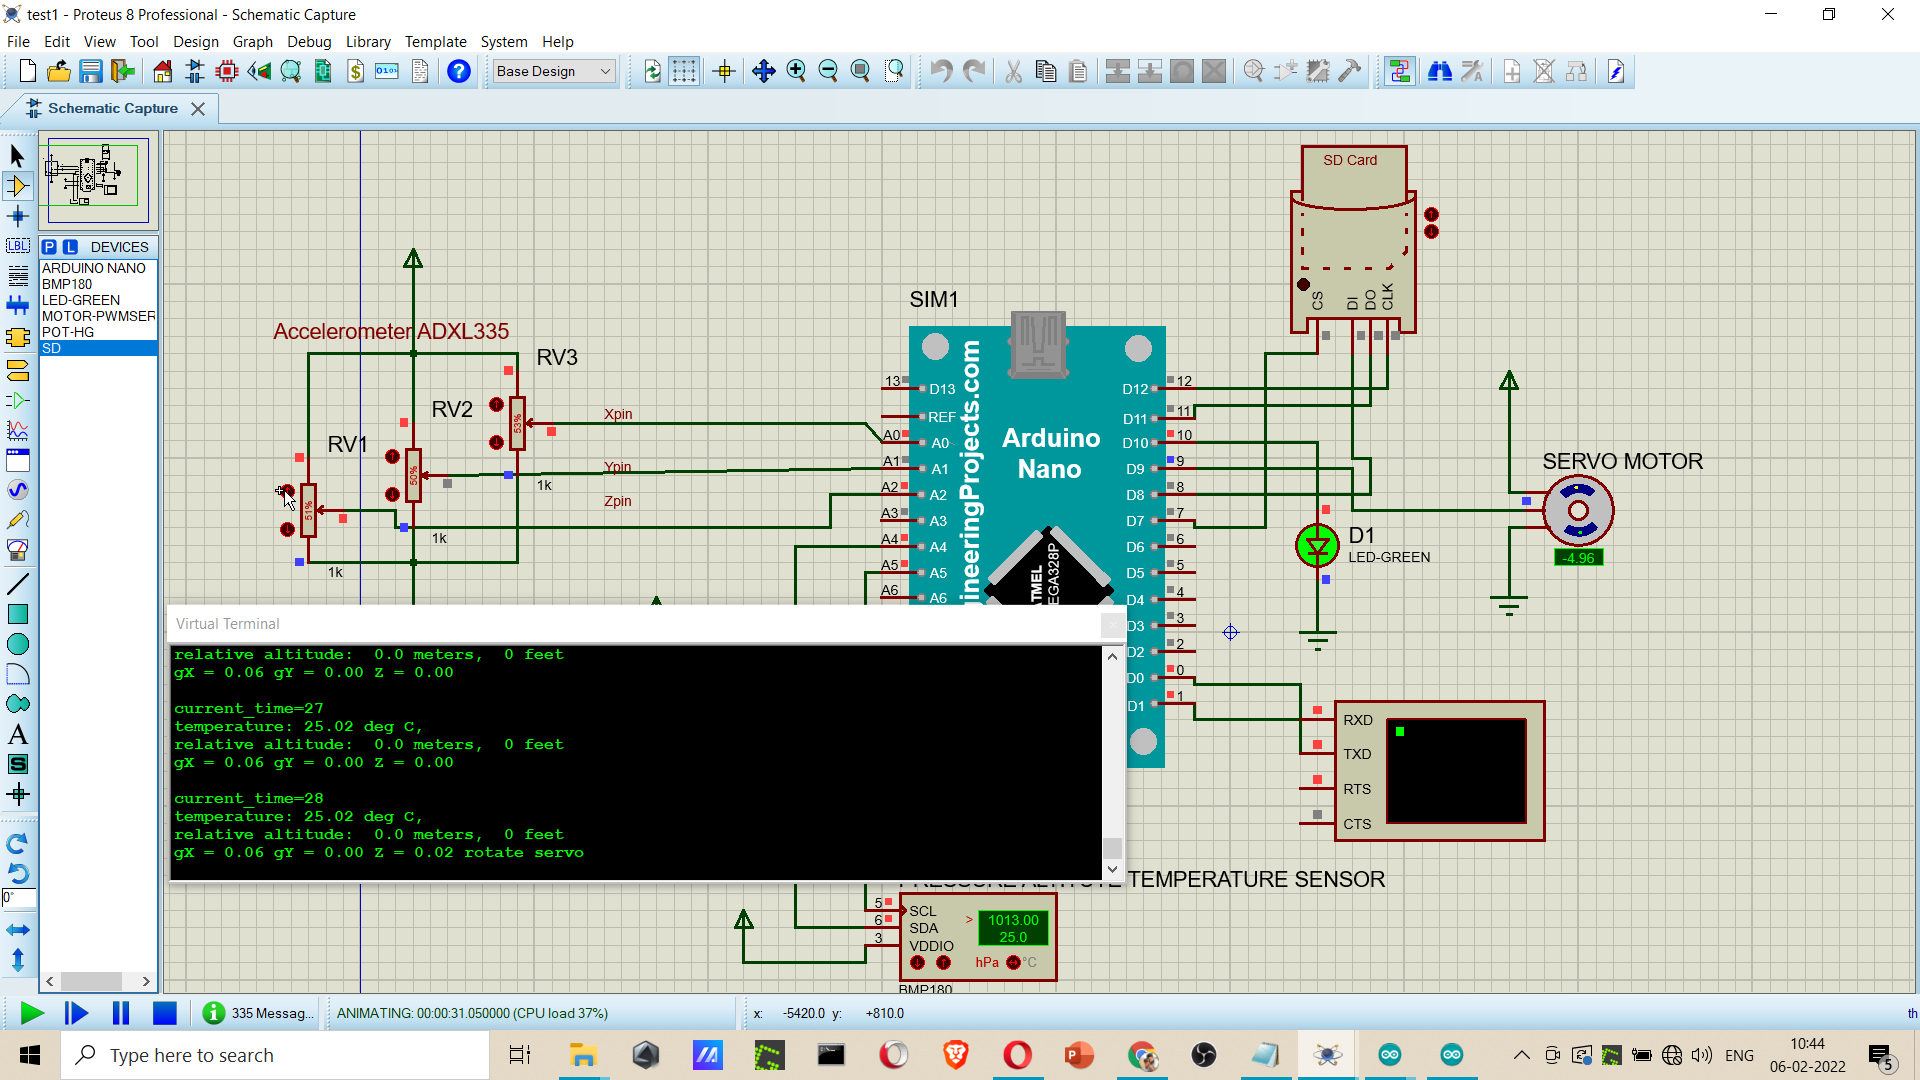 test1 - Proteus 8 Professional - Schematic Capture
File Edit View Tool Design Graph Debug Library Template System Help
Base Design
Schematic Capture
P L DEVICES
ARDUINO NANO
BMP180
LED-GREEN
MOTOR-PWMSER
POT-HG
SD
LBL
A
S
0°
Accelerometer ADXL335
RV3
53%
RV2
50%
1k
RV1
51%
1k
1k
Xpin
Ypin
Zpin
SIM1
Arduino
Nano
ineeringProjects.com
ATMEL
13 D13
REF
A0 A0
A1 A1
A2 A2
A3 A3
A4 A4
A5 A5
A6 A6
D12 12
D11 11
D10 10
D9 9
D8 8
D7 7
D6 6
D5 5
D4 4
D3 3
D2 2
D0 0
D1 1
SD Card
CS
DI
DO
CLK
SERVO MOTOR
-4.96
D1
LED-GREEN
RXD
TXD
RTS
CTS
Virtual Terminal
relative altitude: 0.0 meters, 0 feet
gX = 0.06 gY = 0.00 Z = 0.00
current_time=27
temperature: 25.02 deg C,
relative altitude: 0.0 meters, 0 feet
gX = 0.06 gY = 0.00 Z = 0.00
current_time=28
temperature: 25.02 deg C,
relative altitude: 0.0 meters, 0 feet
gX = 0.06 gY = 0.00 Z = 0.02 rotate servo
TEMPERATURE SENSOR
5 SCL
6 SDA
3 VDDIO
> 1013.00
25.0
hPa °C
BMP180
335 Messag...
ANIMATING: 00:00:31.050000 (CPU load 37%)
x: -5420.0 y: +810.0
th
Type here to search
ENG
10:44
06-02-2022
5